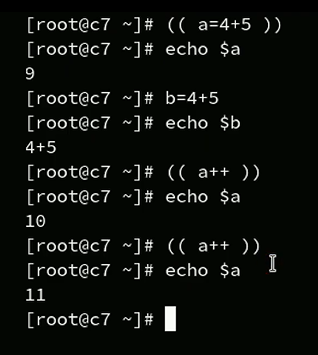 [root@c7 ~]# (( a=4+5 ))
[root@c7 ~]# echo $a
9
[root@c7 ~]# b=4+5
[root@c7 ~]# echo $b
4+5
[root@c7 ~]# (( a++ ))
[root@c7 ~]# echo $a
10
[root@c7 ~]# (( a++ ))
[root@c7 ~]# echo $a
11
[root@c7 ~]#